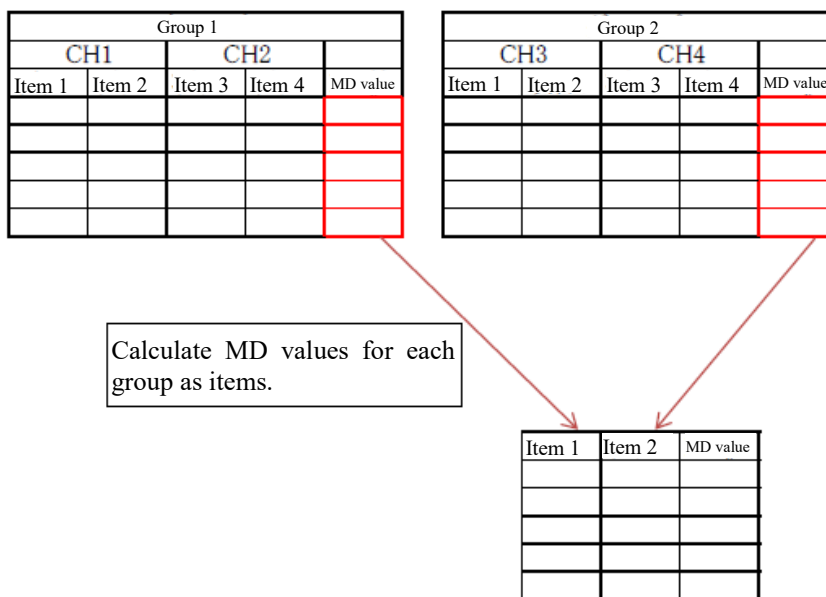 Group 1
CH1 CH2
Item 1 Item 2 Item 3 Item 4 MD value
Group 2
CH3 CH4
Item 1 Item 2 Item 3 Item 4 MD value
Calculate MD values for each
group as items.
Item 1 Item 2 MD value